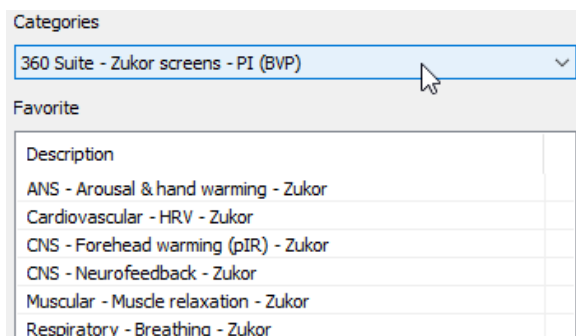 Categories
360 Suite - Zukor screens - PI (BVP)
Favorite
Description
ANS - Arousal & hand warming - Zukor
Cardiovascular - HRV - Zukor
CNS - Forehead warming (pIR) - Zukor
CNS - Neurofeedback - Zukor
Muscular - Muscle relaxation - Zukor
Respiratory - Breathing - Zukor